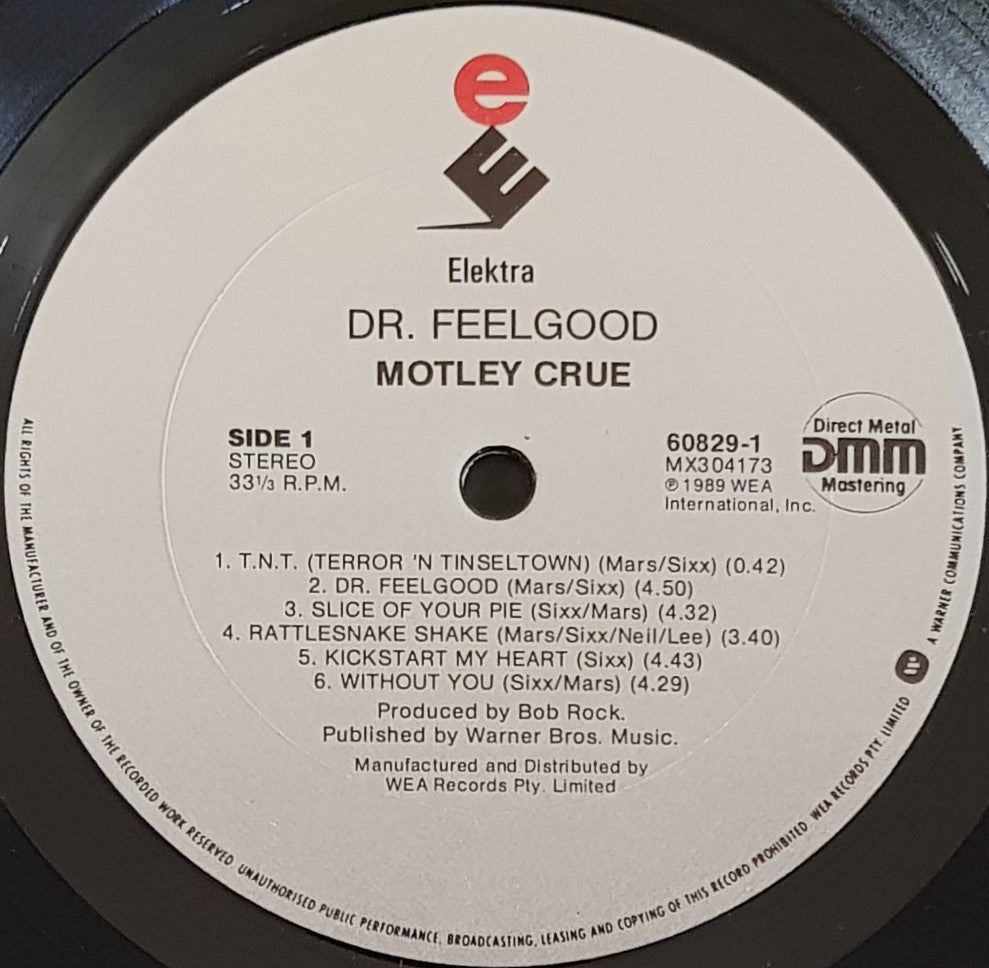 e
E
Elektra
DR. FEELGOOD
MOTLEY CRUE
SIDE 1
STEREO
33⅓ R.P.M.
60829-1
MX304173
℗1989 WEA
International, Inc.
Direct Metal
DMM
Mastering
1. T.N.T. (TERROR 'N TINSELTOWN) (Mars/Sixx) (0.42)
2. DR. FEELGOOD (Mars/Sixx) (4.50)
3. SLICE OF YOUR PIE (Sixx/Mars) (4.32)
4. RATTLESNAKE SHAKE (Mars/Sixx/Neil/Lee) (3.40)
5. KICKSTART MY HEART (Sixx) (4.43)
6. WITHOUT YOU (Sixx/Mars) (4.29)
Produced by Bob Rock.
Published by Warner Bros. Music.
Manufactured and Distributed by
WEA Records Pty. Limited
ALL RIGHTS OF THE MANUFACTURER AND OF THE OWNER OF THE RECORDED WORK RESERVED. UNAUTHORISED PUBLIC PERFORMANCE, BROADCASTING, LEASING AND COPYING OF THIS RECORD PROHIBITED. WEA RECORDS PTY. LIMITED A WARNER COMMUNICATIONS COMPANY